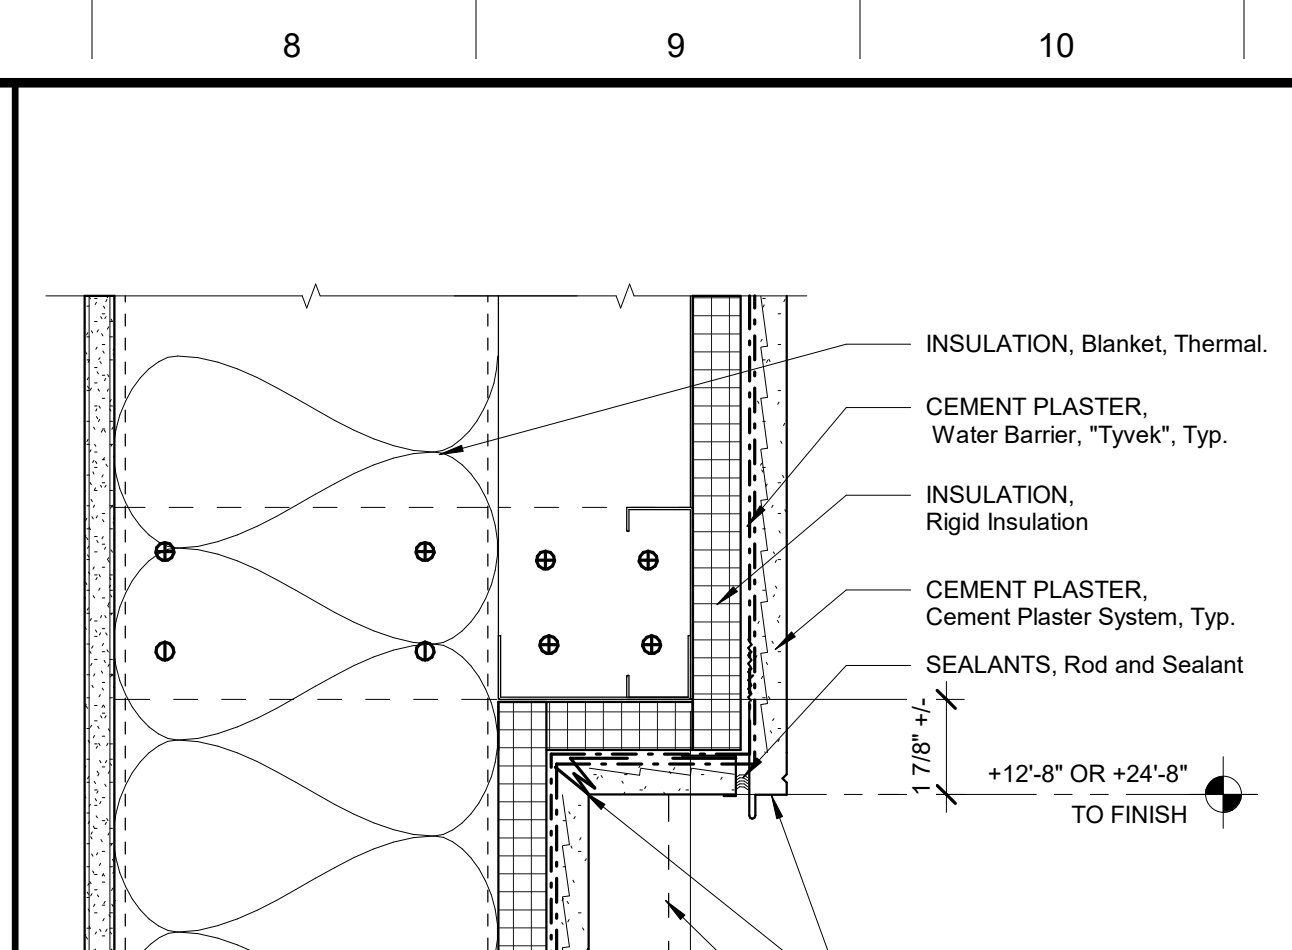 8
9
10
INSULATION, Blanket, Thermal.
CEMENT PLASTER,
Water Barrier, "Tyvek", Typ.
INSULATION,
Rigid Insulation
CEMENT PLASTER,
Cement Plaster System, Typ.
SEALANTS, Rod and Sealant
1 7/8" +/-
+12'-8" OR +24'-8"
TO FINISH